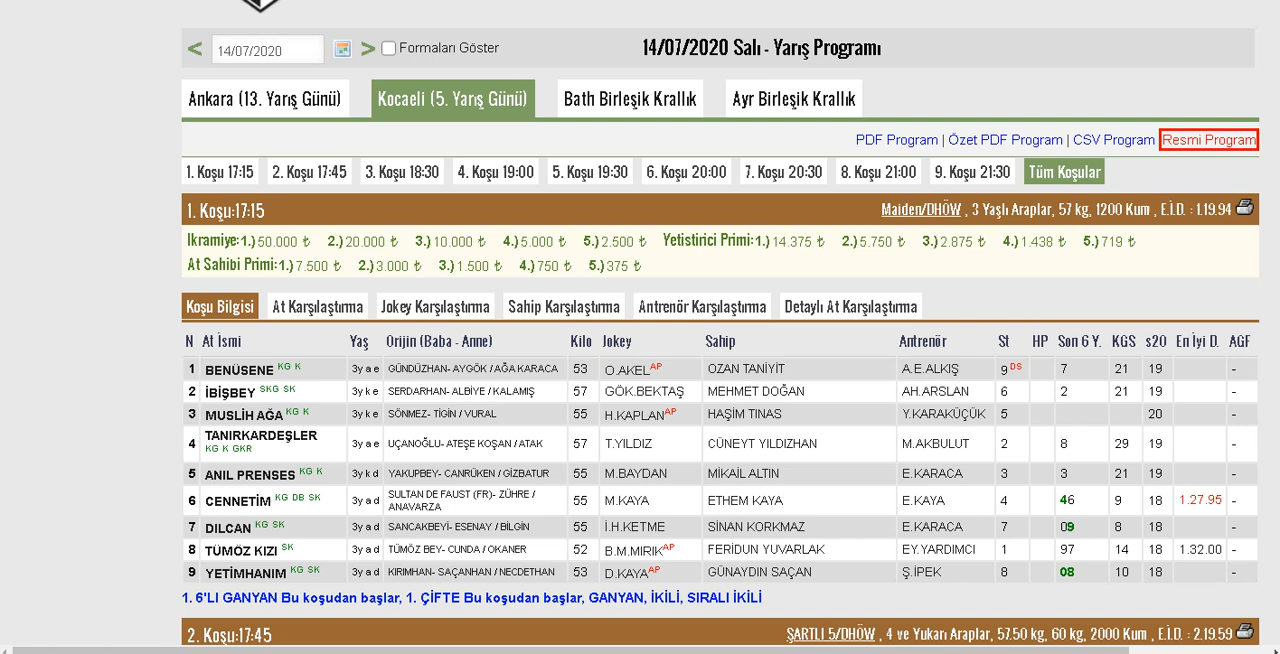 14/07/2020 Formaları Göster 14/07/2020 Salı - Yarış Programı
Ankara (13. Yarış Günü) Kocaeli (5. Yarış Günü) Bath Birleşik Krallık Ayr Birleşik Krallık
PDF Program | Özet PDF Program | CSV Program Resmi Program
1. Koşu 17:15 2. Koşu 17:45 3. Koşu 18:30 4. Koşu 19:00 5. Koşu 19:30 6. Koşu 20:00 7. Koşu 20:30 8. Koşu 21:00 9. Koşu 21:30 Tüm Koşular
1. Koşu:17:15 Maiden/DHÖW , 3 Yaşlı Araplar, 57 kg, 1200 Kum , E.İ.D. : 1.19.94
Ikramiye:1.) 50.000 ₺ 2.) 20.000 ₺ 3.) 10.000 ₺ 4.) 5.000 ₺ 5.) 2.500 ₺ Yetistirici Primi:1.) 14.375 ₺ 2.) 5.750 ₺ 3.) 2.875 ₺ 4.) 1.438 ₺ 5.) 719 ₺
At Sahibi Primi:1.) 7.500 ₺ 2.) 3.000 ₺ 3.) 1.500 ₺ 4.) 750 ₺ 5.) 375 ₺
Koşu Bilgisi At Karşılaştırma Jokey Karşılaştırma Sahip Karşılaştırma Antrenör Karşılaştırma Detaylı At Karşılaştırma
N At İsmi Yaş Orijin (Baba - Anne) Kilo Jokey Sahip Antrenör St HP Son 6 Y. KGS s20 En İyi D. AGF
1 BENÜSENE KG K 3y a e GÜNDÜZHAN- AYGÖK / AĞA KARACA 53 O.AKEL AP OZAN TANİYİT A.E.ALKIŞ 9 DS 7 21 19 -
2 İBİŞBEY SKG SK 3y k e SERDARHAN- ALBİYE / KALAMIŞ 57 GÖK.BEKTAŞ MEHMET DOĞAN AH.ARSLAN 6 2 21 19 -
3 MUSLİH AĞA KG K 3y k e SÖNMEZ- TİGİN / VURAL 55 H.KAPLAN AP HAŞİM TINAS Y.KARAKÜÇÜK 5 20 -
4 TANIRKARDEŞLER KG K GKR 3y a e UÇANOĞLU- ATEŞE KOŞAN / ATAK 57 T.YILDIZ CÜNEYT YILDIZHAN M.AKBULUT 2 8 29 19 -
5 ANIL PRENSES KG K 3y k d YAKUPBEY- CANRÜKEN / GİZBATUR 55 M.BAYDAN MİKAİL ALTIN E.KARACA 3 3 21 19 -
6 CENNETİM KG DB SK 3y a d SULTAN DE FAUST (FR)- ZÜHRE / ANAVARZA 55 M.KAYA ETHEM KAYA E.KAYA 4 46 9 18 1.27.95 -
7 DILCAN KG SK 3y a d SANCAKBEYİ- ESENAY / BİLGİN 55 İ.H.KETME SİNAN KORKMAZ E.KARACA 7 09 8 18 -
8 TÜMÖZ KIZI SK 3y a d TÜMÖZ BEY- CUNDA / OKANER 52 B.M.MIRIK AP FERİDUN YUVARLAK EY.YARDIMCI 1 97 14 18 1.32.00 -
9 YETİMHANIM KG SK 3y a d KIRIMHAN- SAÇANHAN / NECDETHAN 53 D.KAYA AP GÜNAYDIN SAÇAN Ş.İPEK 8 08 10 18 -
1. 6'LI GANYAN Bu koşudan başlar, 1. ÇİFTE Bu koşudan başlar, GANYAN, İKİLİ, SIRALI İKİLİ
2. Koşu:17:45 ŞARTLI 5/DHÖW , 4 ve Yukarı Araplar, 57.50 kg, 60 kg, 2000 Kum , E.İ.D. : 2.19.59